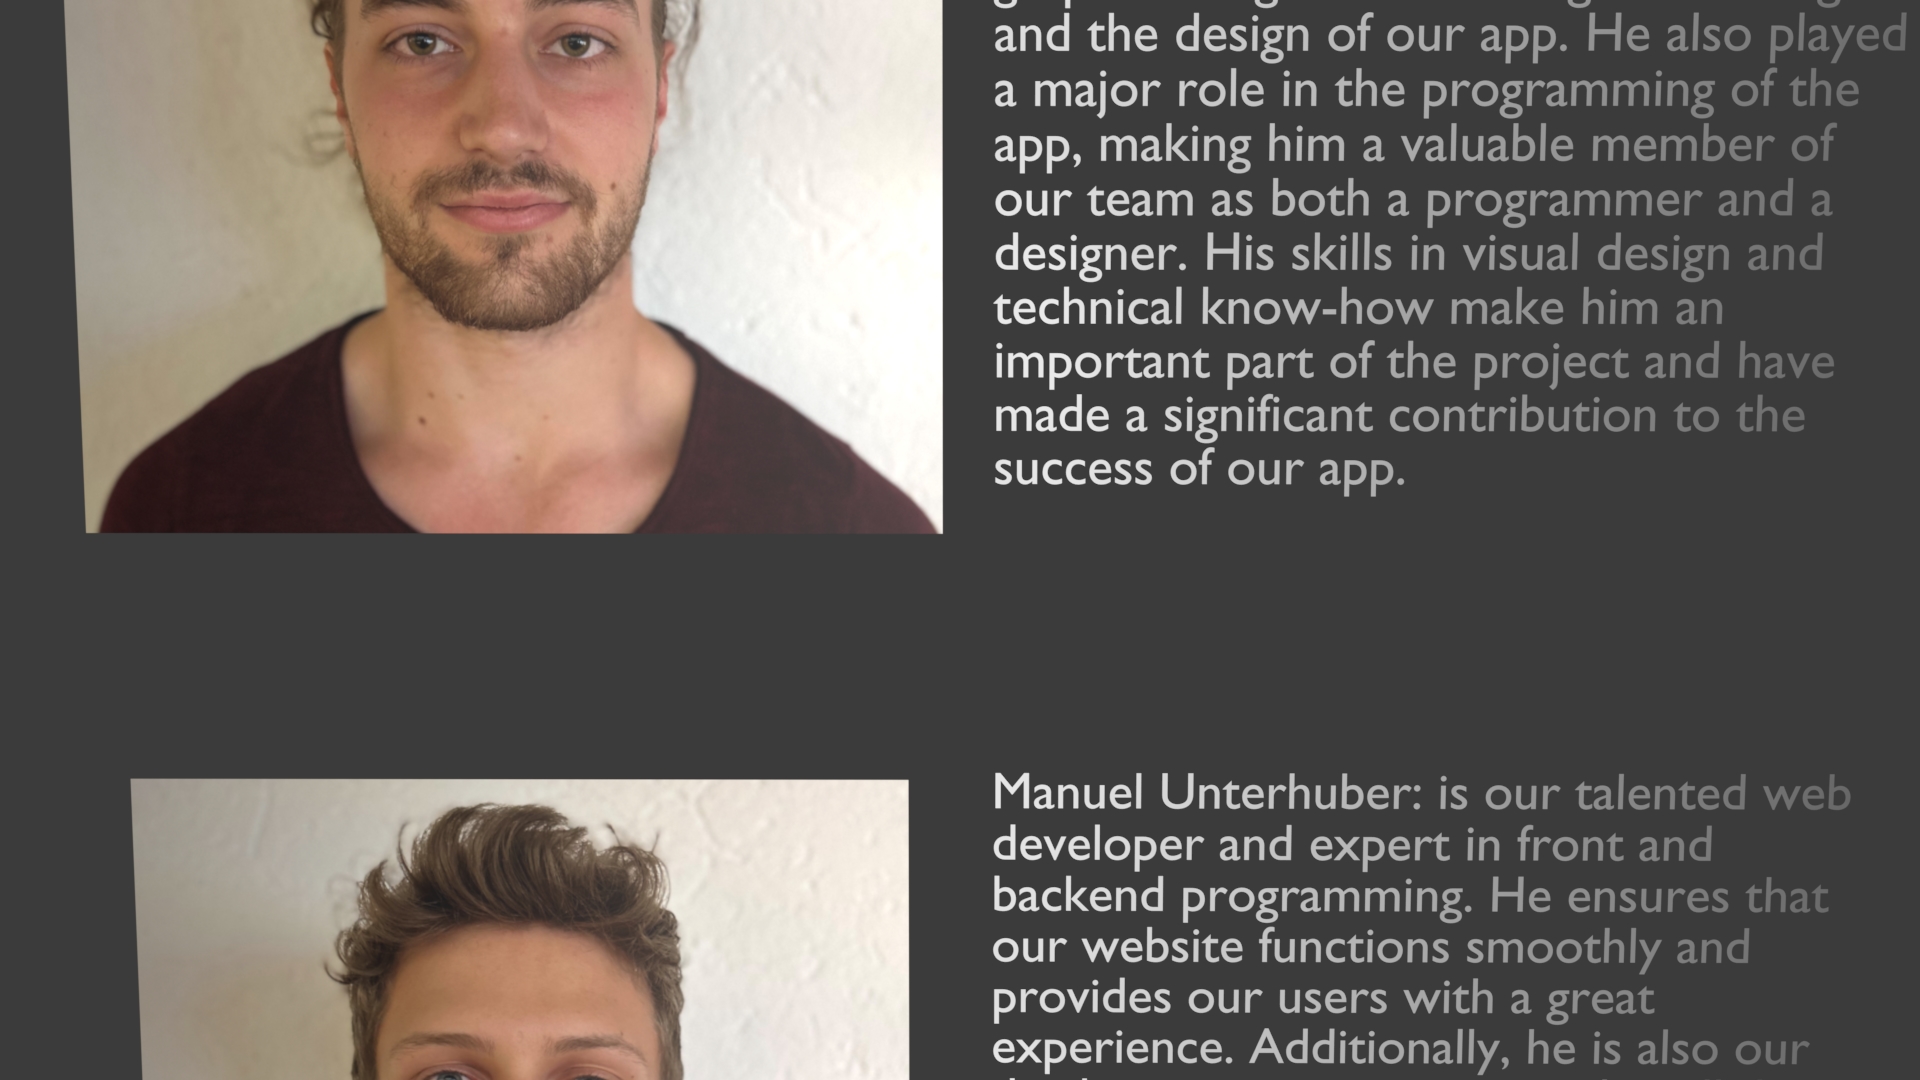 and the design of our app. He also played
a major role in the programming of the
app, making him a valuable member of
our team as both a programmer and a
designer. His skills in visual design and
technical know-how make him an
important part of the project and have
made a significant contribution to the
success of our app.
Manuel Unterhuber: is our talented web
developer and expert in front and
backend programming. He ensures that
our website functions smoothly and
provides our users with a great
experience. Additionally, he is also our